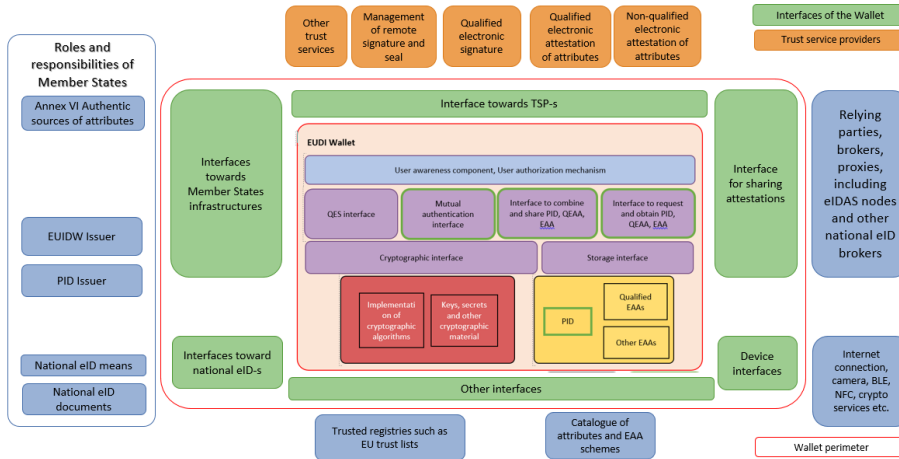 Other
trust
services
Management
of remote
signature and
seal
Qualified
electronic
signature
Qualified
electronic
attestation
of attributes
Non-qualified
electronic
attestation of
attributes
Interfaces of the Wallet
Trust service providers
Roles and
responsibilities of
Member States
Annex VI Authentic
sources of attributes
EUIDW Issuer
PID Issuer
National eID means
National eID
documents
Interfaces
towards
Member States
infrastructures
Interfaces toward
national eID-s
Interface towards TSP-s
EUDI Wallet
User awareness component, User authorization mechanism
QES interface
Mutual
authentication
interface
Interface to combine
and share PID, QEAA,
EAA
Interface to request
and obtain PID,
QEAA, EAA
Cryptographic interface
Storage interface
Implementati
on of
cryptographic
algorithms
Keys, secrets
and other
cryptographic
material
PID
Qualified
EAAs
Other EAAs
Other interfaces
Interface
for sharing
attestations
Device
interfaces
Relying
parties,
brokers,
proxies,
including
eIDAS nodes
and other
national eID
brokers
Internet
connection,
camera, BLE,
NFC, crypto
services etc.
Trusted registries such as
EU trust lists
Catalogue of
attributes and EAA
schemes
Wallet perimeter